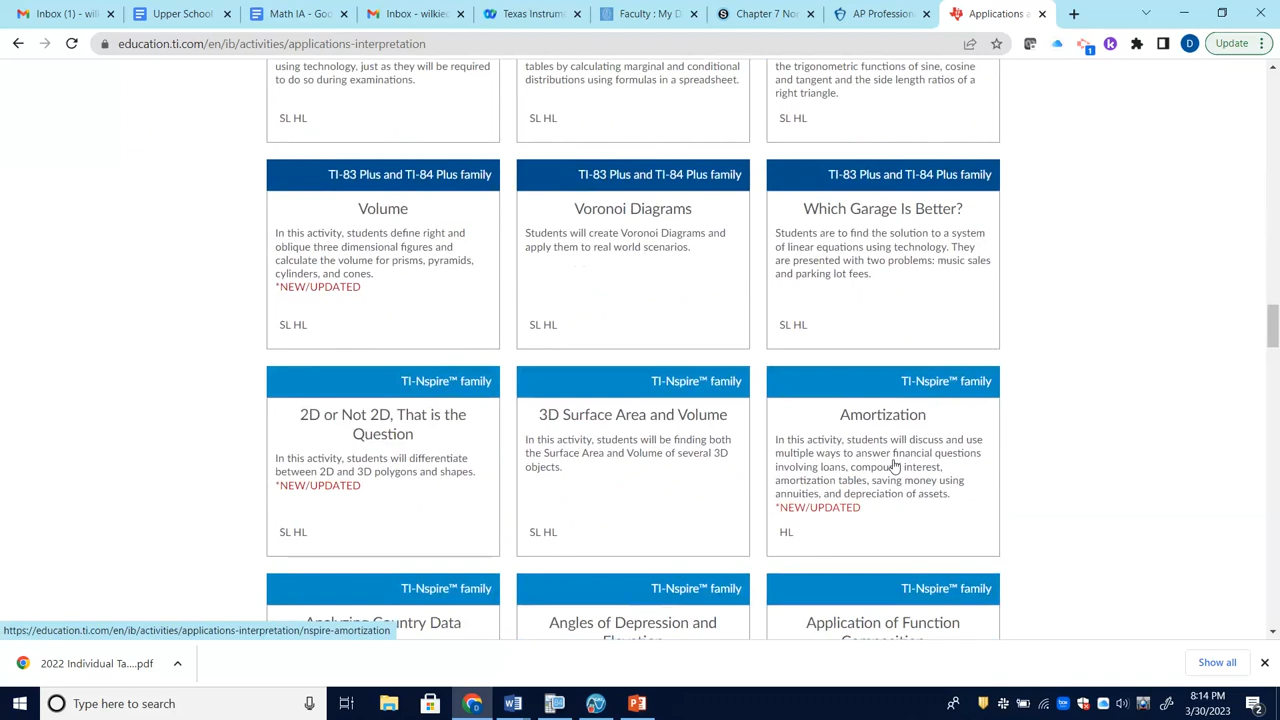 Inbox (1) - wilki
Upper School
Math IA - Goo
Inbox - wilkied
Texas Instrum
Faculty : My D
Chapter 7 No
AP Profession
Applications a
education.ti.com/en/ib/activities/applications-interpretation
1
D
Update
using technology, just as they will be required
to do so during examinations.
SL HL
tables by calculating marginal and conditional
distributions using formulas in a spreadsheet.
SL HL
the trigonometric functions of sine, cosine
and tangent and the side length ratios of a
right triangle.
SL HL
TI-83 Plus and TI-84 Plus family
Volume
In this activity, students define right and
oblique three dimensional figures and
calculate the volume for prisms, pyramids,
cylinders, and cones.
*NEW/UPDATED
SL HL
TI-83 Plus and TI-84 Plus family
Voronoi Diagrams
Students will create Voronoi Diagrams and
apply them to real world scenarios.
SL HL
TI-83 Plus and TI-84 Plus family
Which Garage Is Better?
Students are to find the solution to a system
of linear equations using technology. They
are presented with two problems: music sales
and parking lot fees.
SL HL
TI-Nspire™ family
2D or Not 2D, That is the
Question
In this activity, students will differentiate
between 2D and 3D polygons and shapes.
*NEW/UPDATED
SL HL
TI-Nspire™ family
3D Surface Area and Volume
In this activity, students will be finding both
the Surface Area and Volume of several 3D
objects.
SL HL
TI-Nspire™ family
Amortization
In this activity, students will discuss and use
multiple ways to answer financial questions
involving loans, compound interest,
amortization tables, saving money using
annuities, and depreciation of assets.
*NEW/UPDATED
HL
TI-Nspire™ family
Analyzing Country Data
TI-Nspire™ family
Angles of Depression and
Elevation
TI-Nspire™ family
Application of Function
Composition
https://education.ti.com/en/ib/activities/applications-interpretation/nspire-amortization
2022 Individual Ta....pdf
Show all
Type here to search
8:14 PM
3/30/2023
2